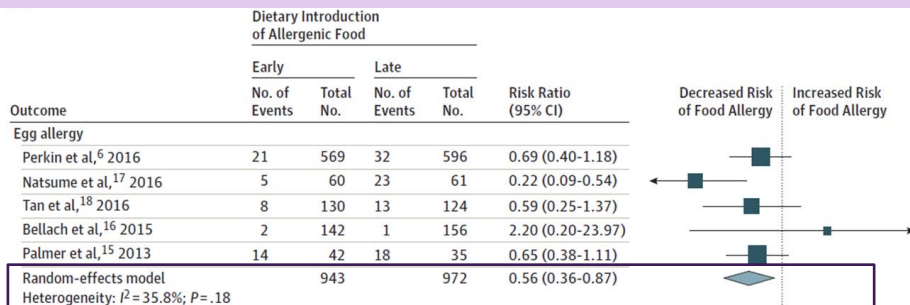 Dietary Introduction
of Allergenic Food
Early Late
No. of Total No. of Total Risk Ratio Decreased Risk Increased Risk
Outcome Events No. Events No. (95% CI) of Food Allergy of Food Allergy
Egg allergy
Perkin et al,6 2016 21 569 32 596 0.69 (0.40-1.18)
Natsume et al,17 2016 5 60 23 61 0.22 (0.09-0.54)
Tan et al,18 2016 8 130 13 124 0.59 (0.25-1.37)
Bellach et al,16 2015 2 142 1 156 2.20 (0.20-23.97)
Palmer et al,15 2013 14 42 18 35 0.65 (0.38-1.11)
Random-effects model 943 972 0.56 (0.36-0.87)
Heterogeneity: I2 = 35.8%; P = .18